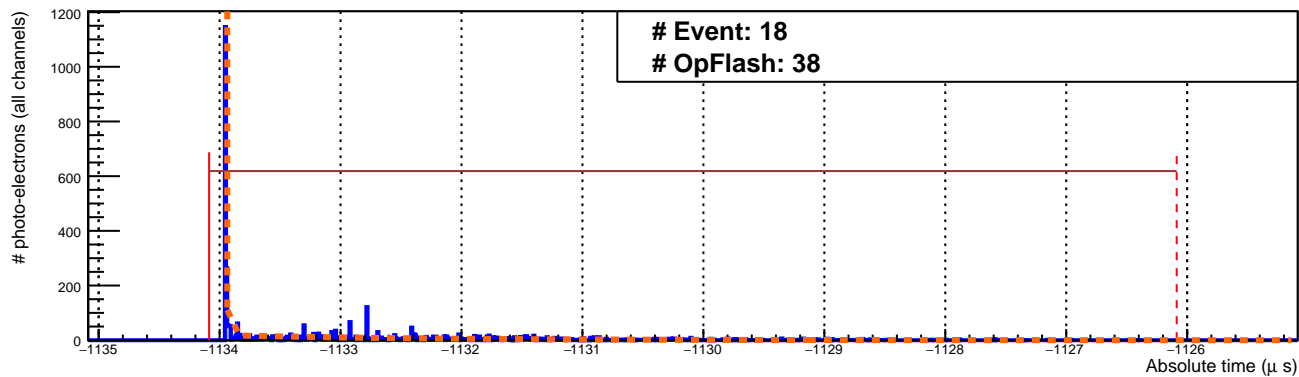 # Event: 18
# OpFlash: 38
# photo-electrons (all channels)
1200
1000
800
600
400
200
0
−1135 −1134 −1133 −1132 −1131 −1130 −1129 −1128 −1127 −1126
Absolute time (μ s)